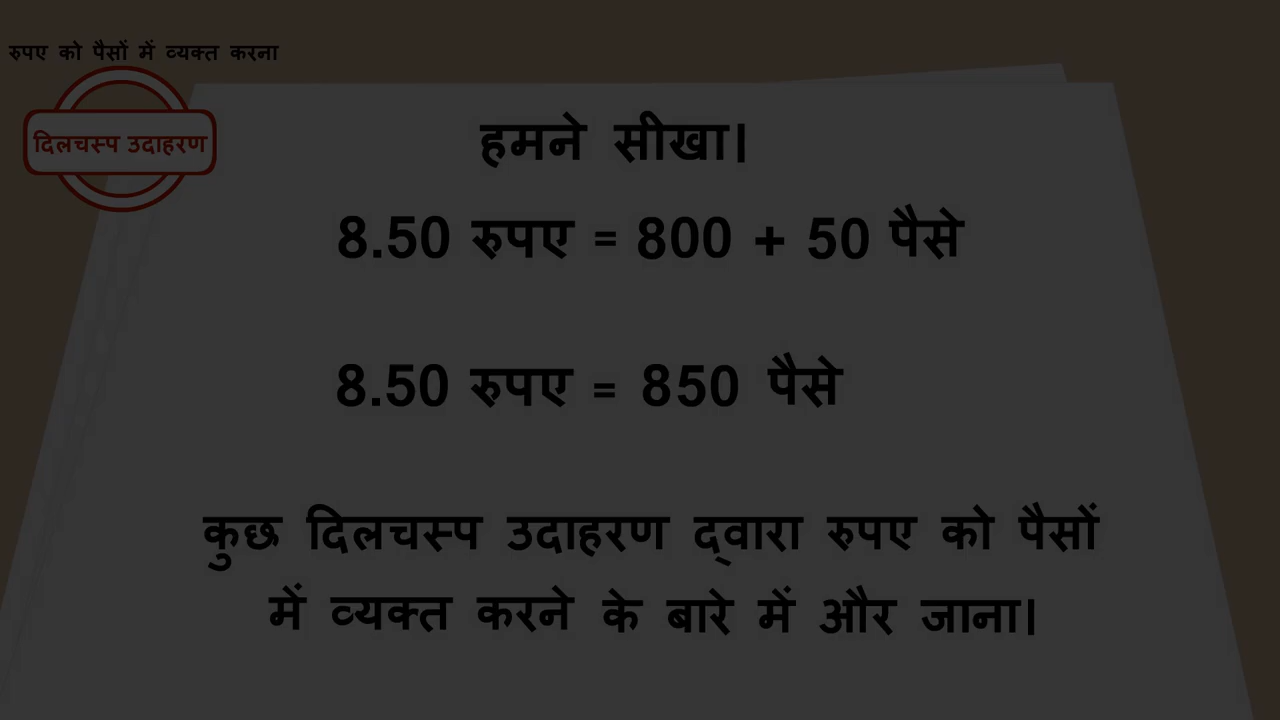 रुपए को पैसों में व्यक्त करना
दिलचस्प उदाहरण
हमने सीखा।
8.50 रुपए = 800 + 50 पैसे
8.50 रुपए = 850 पैसे
कुछ दिलचस्प उदाहरण द्वारा रुपए को पैसों
में व्यक्त करने के बारे में और जाना।